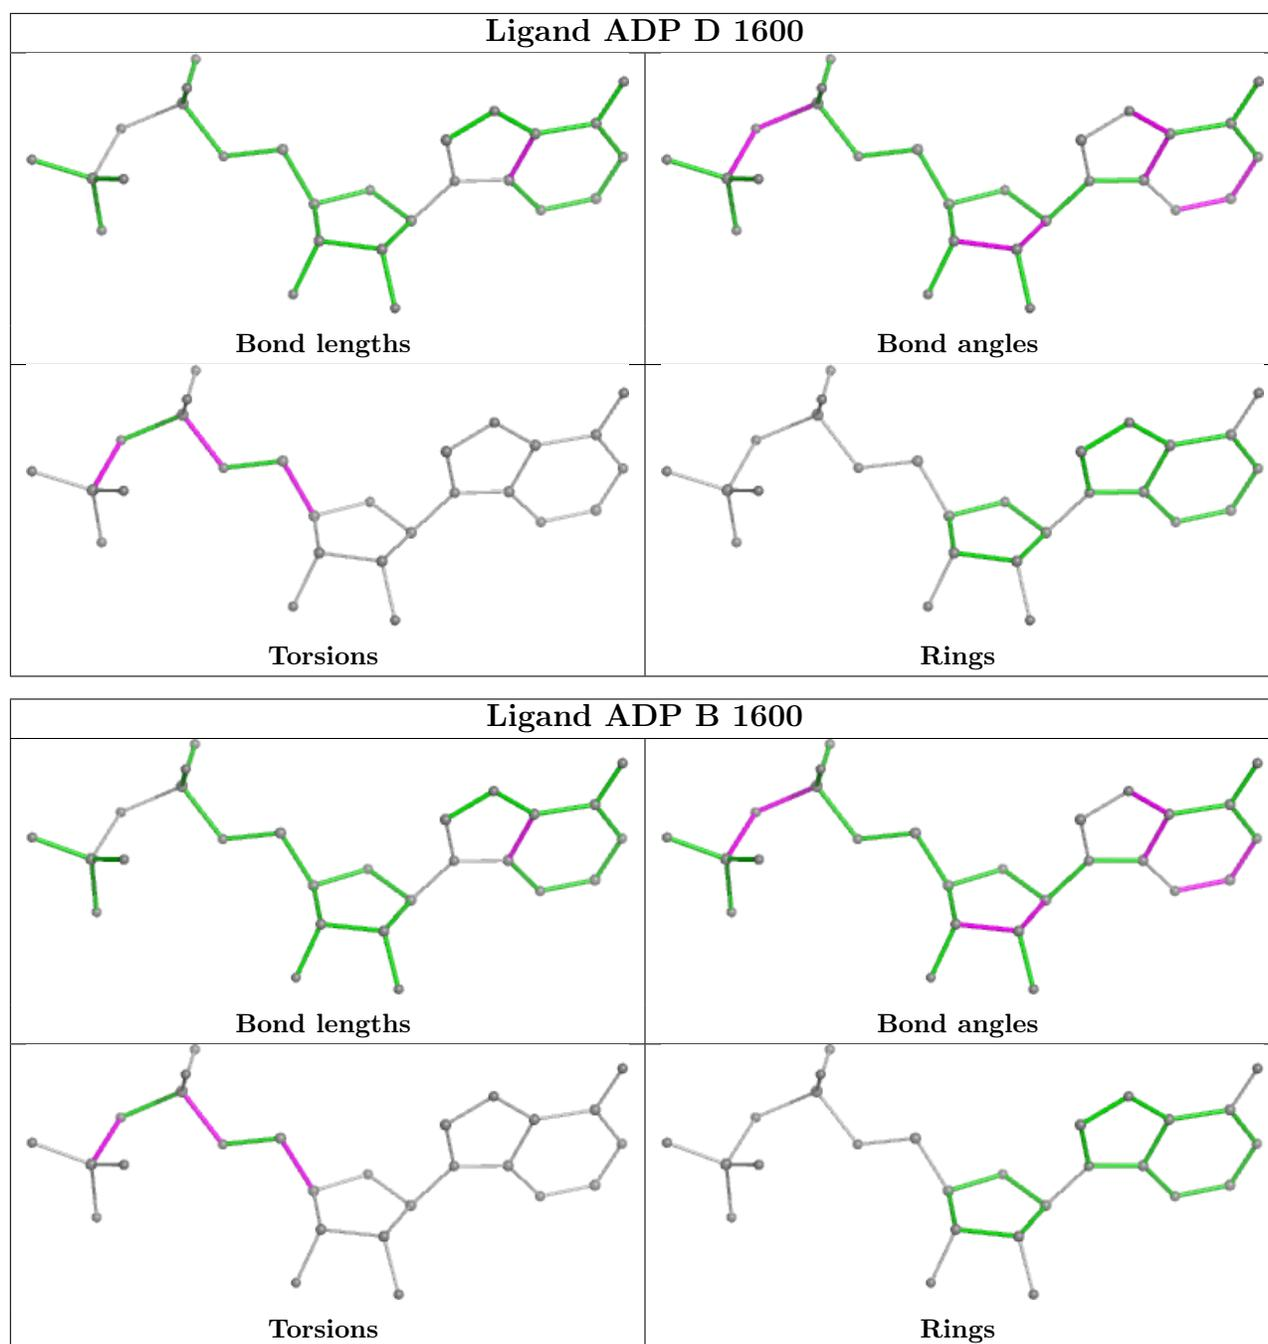 Ligand ADP D 1600
Bond lengths
Bond angles
Torsions
Rings
Ligand ADP B 1600
Bond lengths
Bond angles
Torsions
Rings